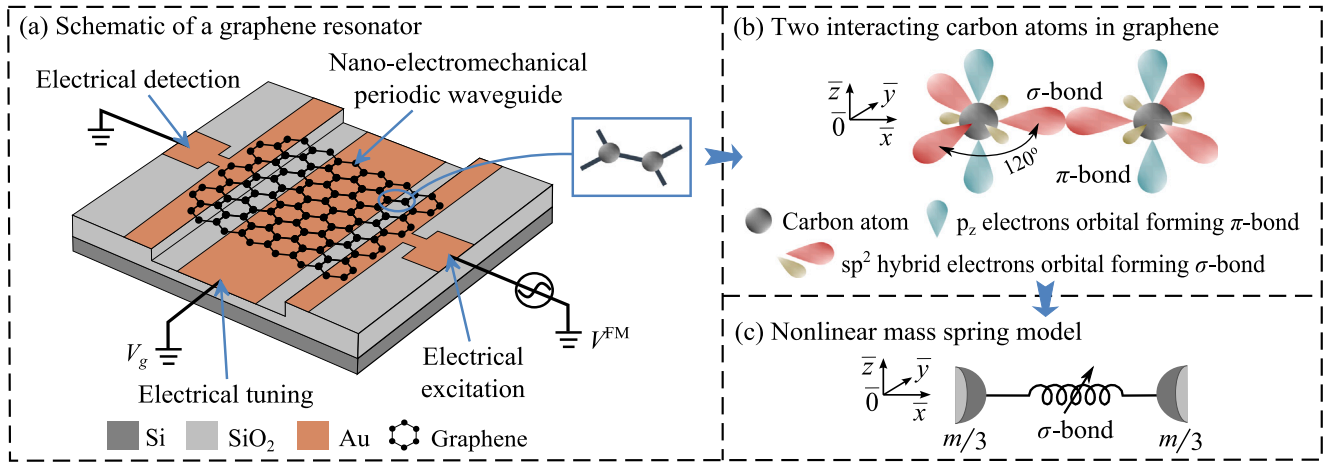 (a) Schematic of a graphene resonator
Electrical detection
Nano-electromechanical
periodic waveguide
V_g
V^FM
Electrical tuning
Electrical
excitation
Si SiO₂ Au Graphene
(b) Two interacting carbon atoms in graphene
z̅
y̅
0̅
x̅
σ-bond
120°
π-bond
Carbon atom p_z electrons orbital forming π-bond
sp² hybrid electrons orbital forming σ-bond
(c) Nonlinear mass spring model
z̅
y̅
0̅
x̅
σ-bond
m/3 m/3